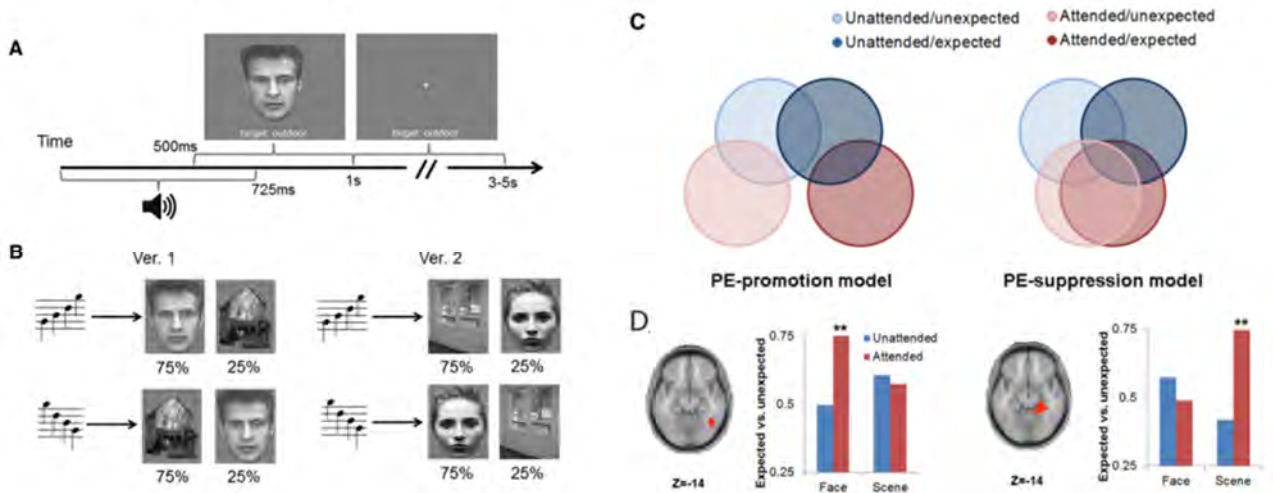 A
target: outdoor
target: outdoor
Time
500ms
725ms
1s
3-5s
B
Ver. 1
Ver. 2
75%
25%
75%
25%
75%
25%
75%
25%
C
Unattended/unexpected
Attended/unexpected
Unattended/expected
Attended/expected
PE-promotion model
PE-suppression model
D
Z=-14
Expected vs. unexpected
0.75
0.5
0.25
**
Unattended
Attended
Face
Scene
Z=-14
Expected vs. unexpected
0.75
0.5
0.25
**
Face
Scene